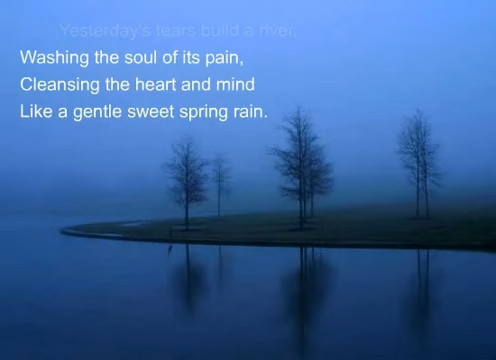 Yesterday's tears build a river,
Washing the soul of its pain,
Cleansing the heart and mind
Like a gentle sweet spring rain.